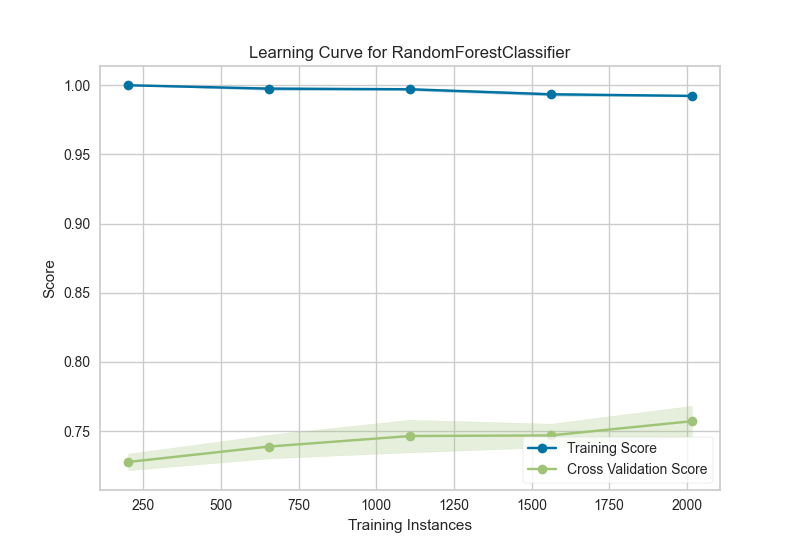 Learning Curve for RandomForestClassifier
1.00
0.95
0.90
0.85
0.80
0.75
Score
Training Score
Cross Validation Score
250 500 750 1000 1250 1500 1750 2000
Training Instances